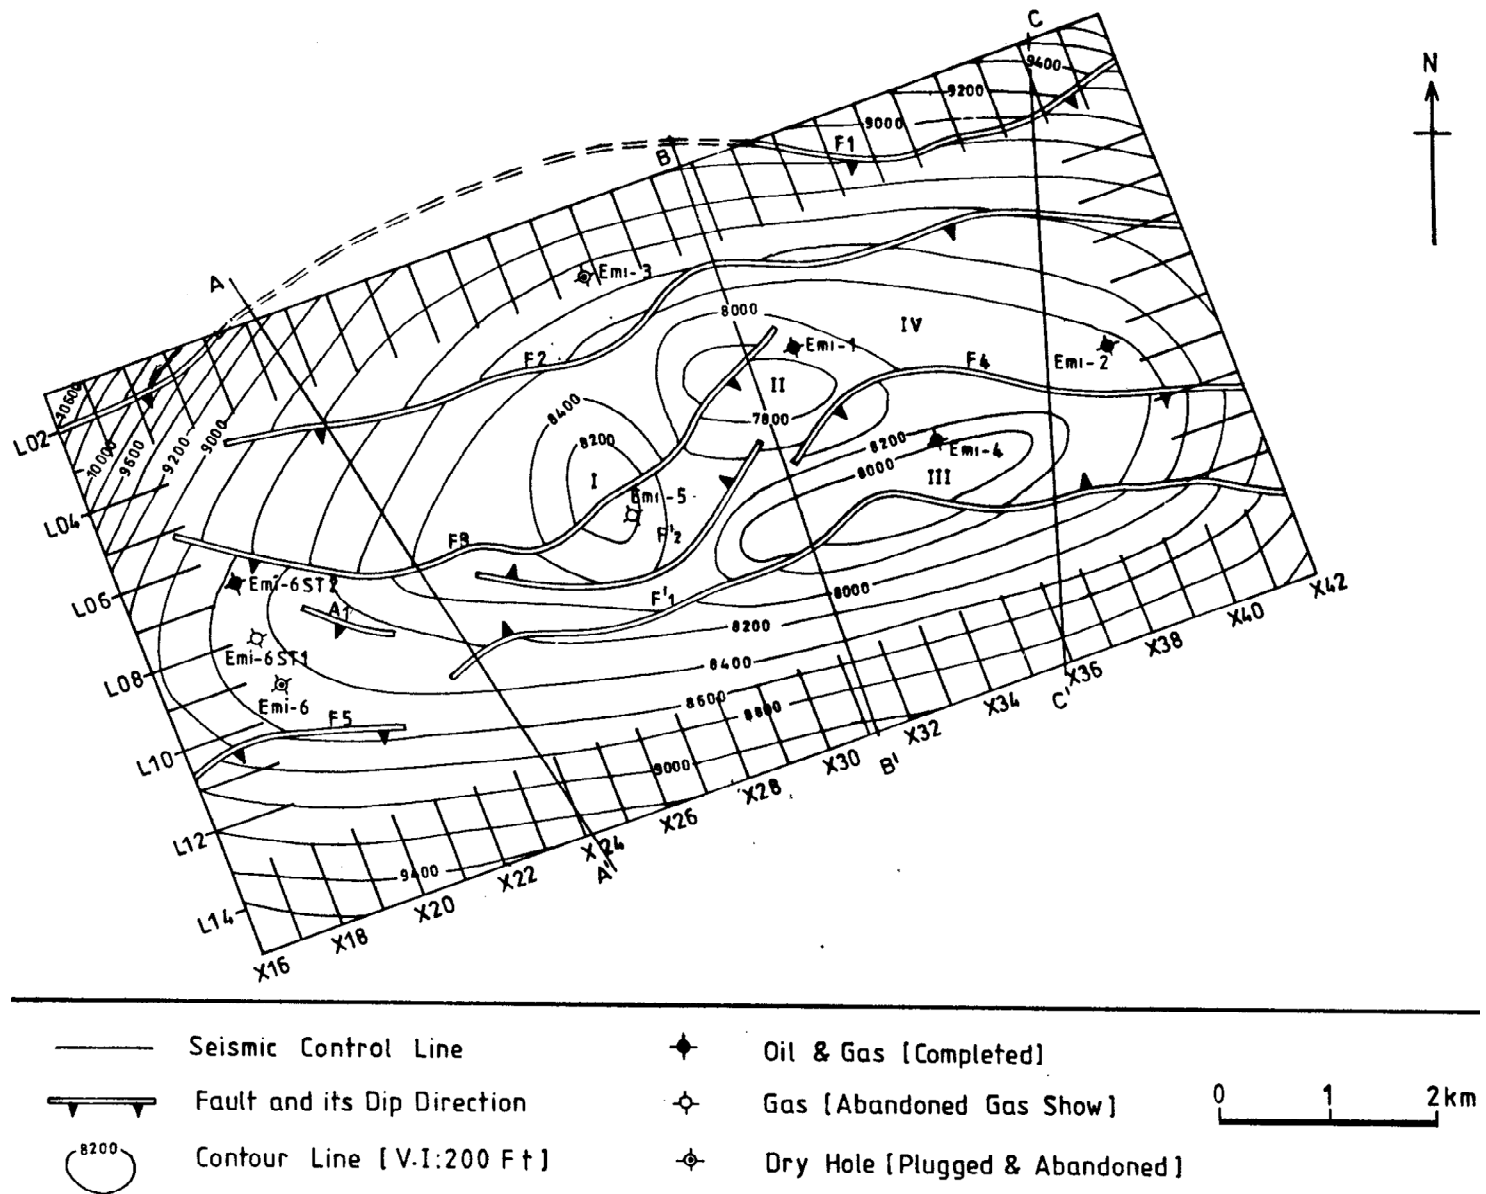 C
N
9400
9200
9000
F1
B
A
Emi-3
8000
IV
Emi-1
Emi-2
F2
F4
II
10600
L02
10000
9600
9200
9000
8400
7800
8200
8200
Emi-4
8000
III
I
Emi-5
L04
F3
F'2
Emi-6ST2
L06
A1
F'1
8000
X42
8200
X40
Emi-6ST1
8400
X38
L08
X36
Emi-6
8600
C'
X34
8800
F5
X32
L10
B'
X30
9000
X28
X26
L12
X24
A'
9400
X22
X20
L14
X18
X16
Seismic Control Line
Oil & Gas [Completed]
Fault and its Dip Direction
Gas [Abandoned Gas Show]
0 1 2km
8200
Contour Line [V.I:200 Ft]
Dry Hole [Plugged & Abandoned]